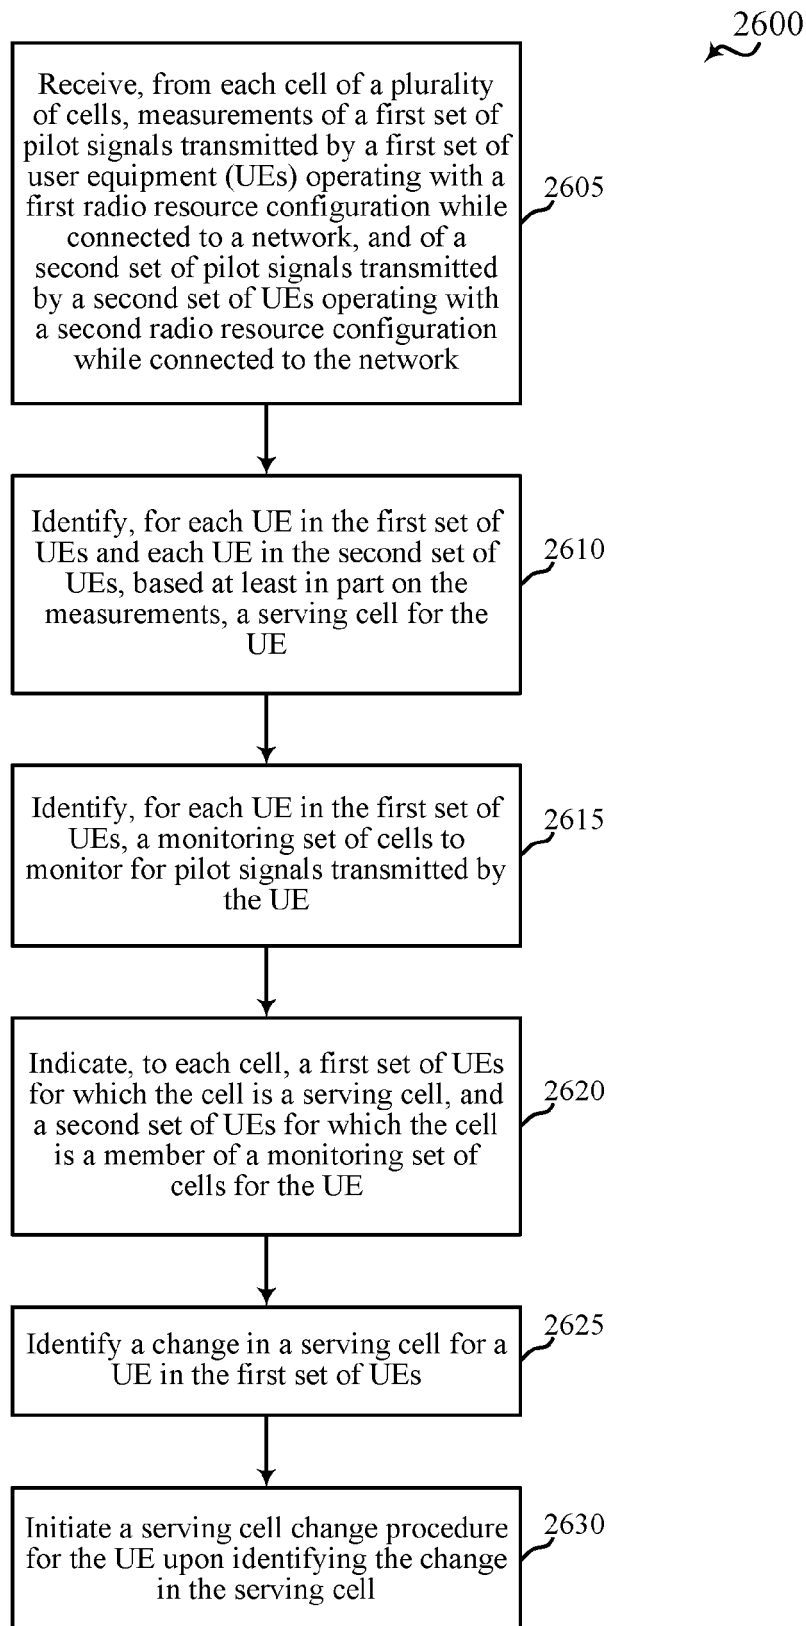 2600
Receive, from each cell of a plurality
of cells, measurements of a first set of
pilot signals transmitted by a first set of
user equipment (UEs) operating with a
first radio resource configuration while
connected to a network, and of a
second set of pilot signals transmitted
by a second set of UEs operating with
a second radio resource configuration
while connected to the network
2605
Identify, for each UE in the first set of
UEs and each UE in the second set of
UEs, based at least in part on the
measurements, a serving cell for the
UE
2610
Identify, for each UE in the first set of
UEs, a monitoring set of cells to
monitor for pilot signals transmitted by
the UE
2615
Indicate, to each cell, a first set of UEs
for which the cell is a serving cell, and
a second set of UEs for which the cell
is a member of a monitoring set of
cells for the UE
2620
Identify a change in a serving cell for a
UE in the first set of UEs
2625
Initiate a serving cell change procedure
for the UE upon identifying the change
in the serving cell
2630